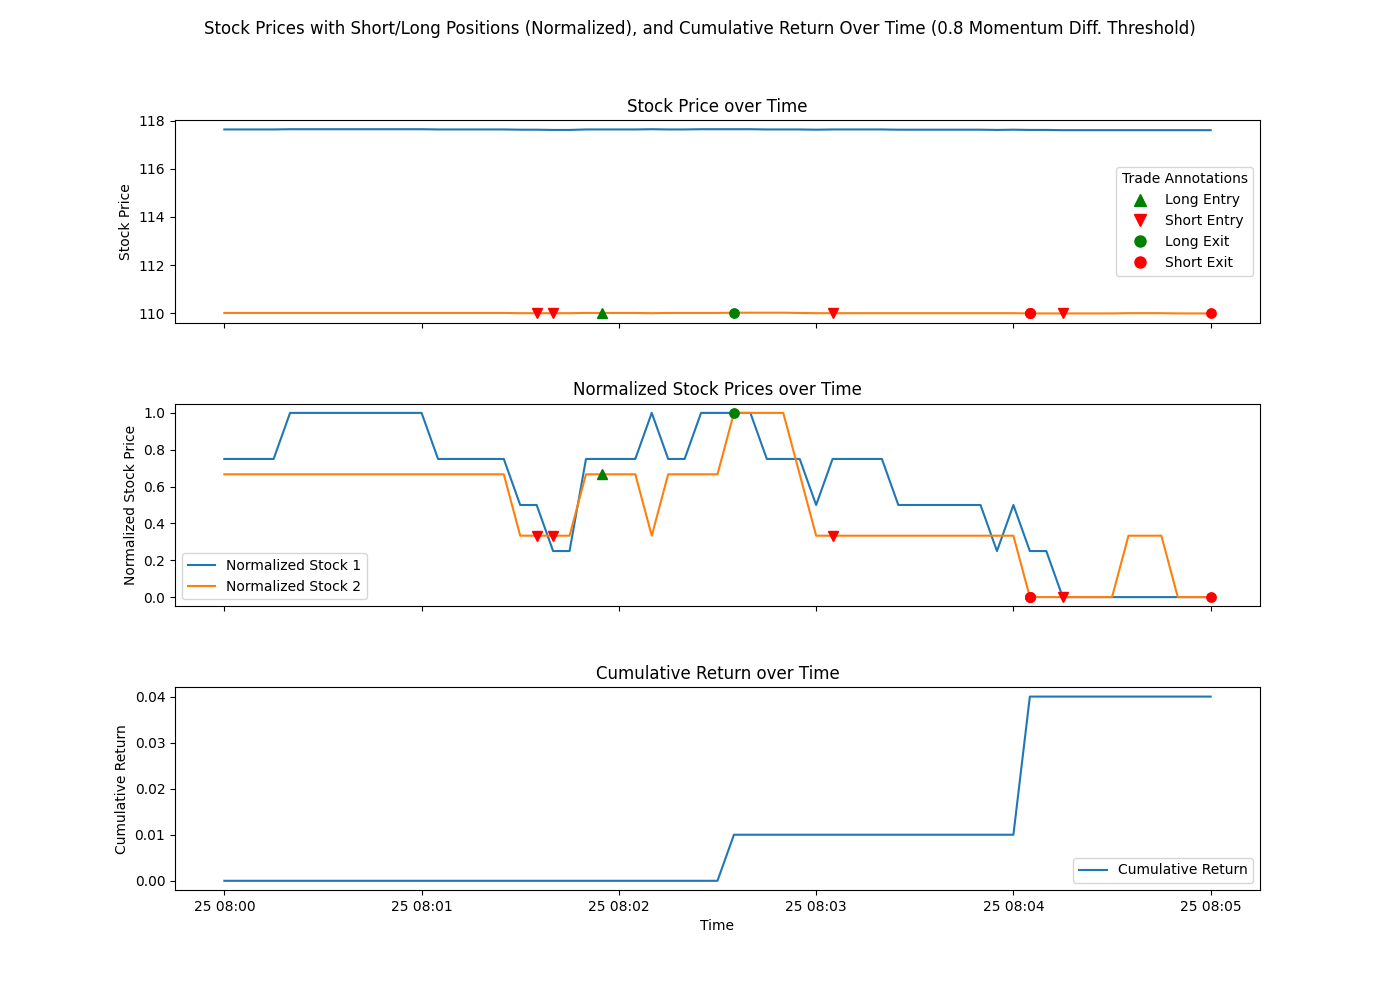 Stock Prices with Short/Long Positions (Normalized), and Cumulative Return Over Time (0.8 Momentum Diff. Threshold)
Stock Price over Time
118
116
114
112
110
Stock Price
Trade Annotations
Long Entry
Short Entry
Long Exit
Short Exit
Normalized Stock Prices over Time
1.0
0.8
0.6
0.4
0.2
0.0
Normalized Stock Price
Normalized Stock 1
Normalized Stock 2
Cumulative Return over Time
0.04
0.03
0.02
0.01
0.00
Cumulative Return
Cumulative Return
25 08:00
25 08:01
25 08:02
25 08:03
25 08:04
25 08:05
Time